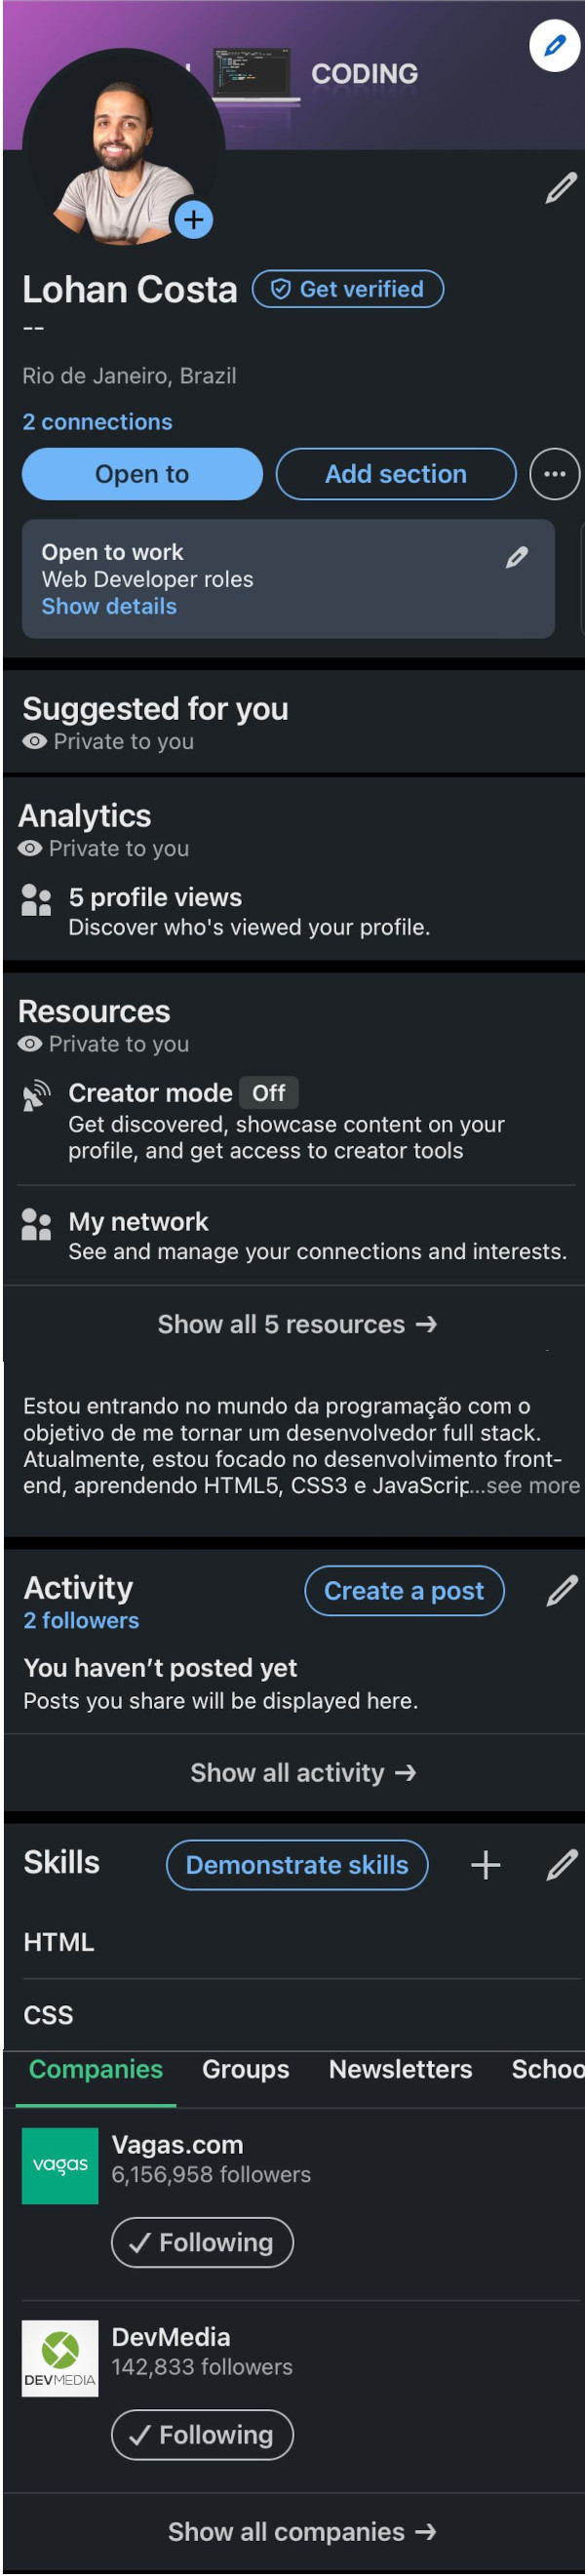 CODING
Lohan Costa
Get verified
--
Rio de Janeiro, Brazil
2 connections
Open to
Add section
Open to work
Web Developer roles
Show details
Suggested for you
Private to you
Analytics
Private to you
5 profile views
Discover who's viewed your profile.
Resources
Private to you
Creator mode Off
Get discovered, showcase content on your
profile, and get access to creator tools
My network
See and manage your connections and interests.
Show all 5 resources →
Estou entrando no mundo da programação com o
objetivo de me tornar um desenvolvedor full stack.
Atualmente, estou focado no desenvolvimento front-
end, aprendendo HTML5, CSS3 e JavaScrip...see more
Activity
Create a post
2 followers
You haven't posted yet
Posts you share will be displayed here.
Show all activity →
Skills
Demonstrate skills
HTML
CSS
Companies Groups Newsletters Schoo
vagas
Vagas.com
6,156,958 followers
✓ Following
DEVMEDIA
DevMedia
142,833 followers
✓ Following
Show all companies →